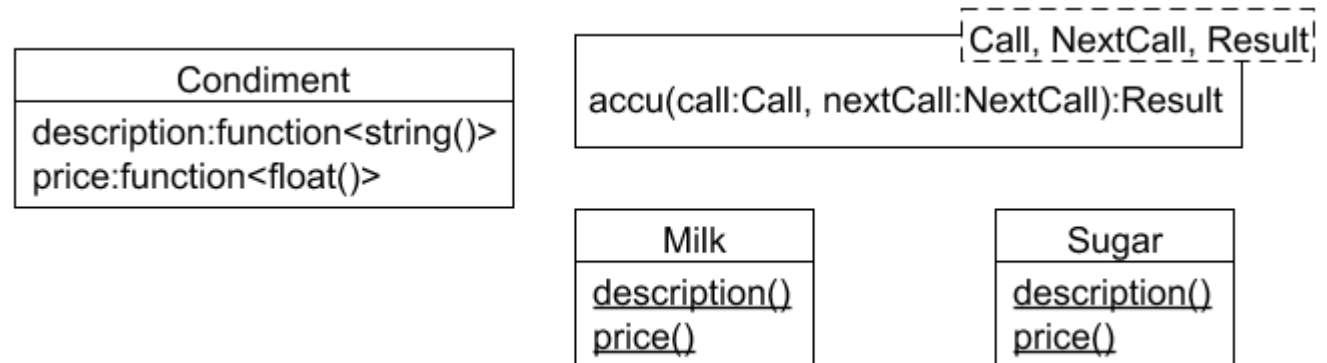 Condiment
description:function<string()>
price:function<float()>
Call, NextCall, Result
accu(call:Call, nextCall:NextCall):Result
Milk
description()
price()
Sugar
description()
price()